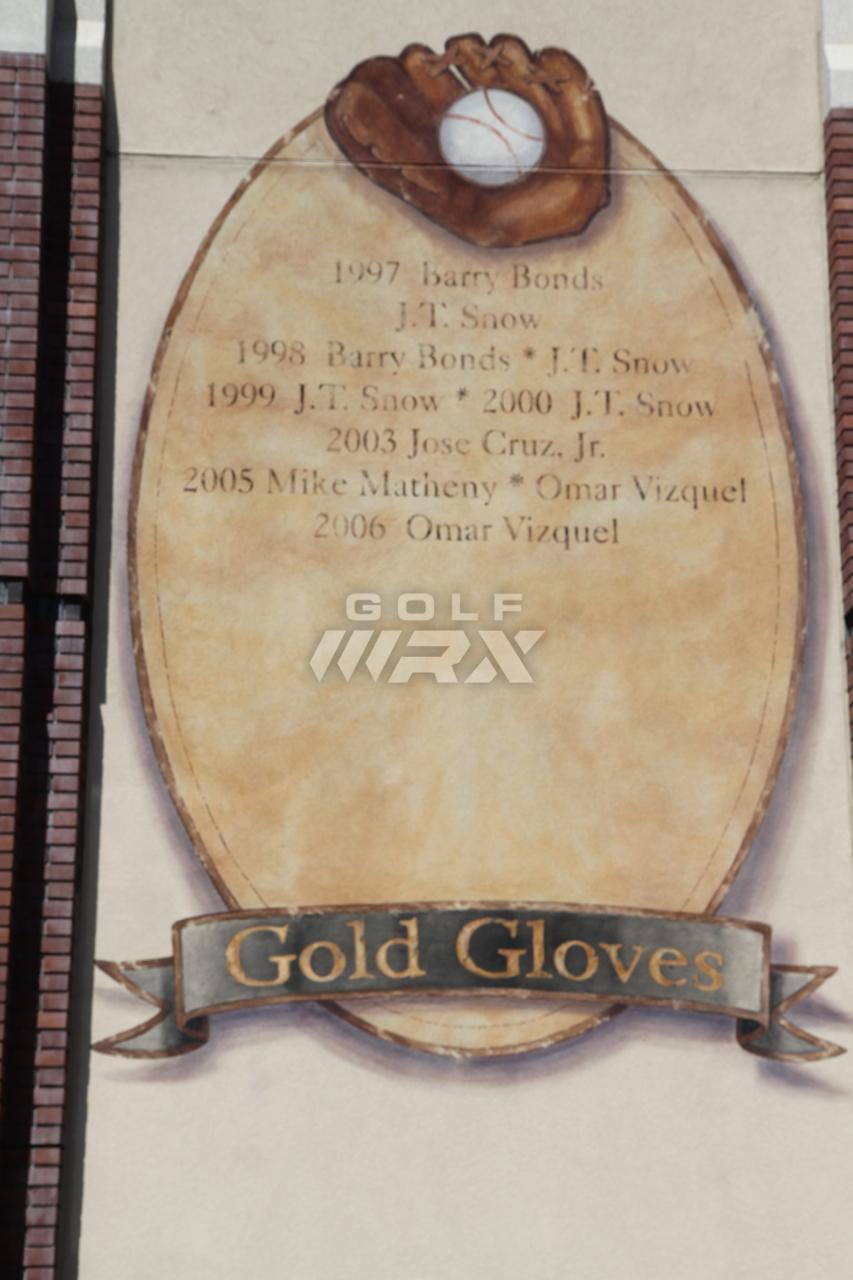 1997 Barry Bonds
J.T. Snow
1998 Barry Bonds * J.T. Snow
1999 J.T. Snow * 2000 J.T. Snow
2003 Jose Cruz, Jr.
2005 Mike Matheny * Omar Vizquel
2006 Omar Vizquel
GOLF
WRX
Gold Gloves